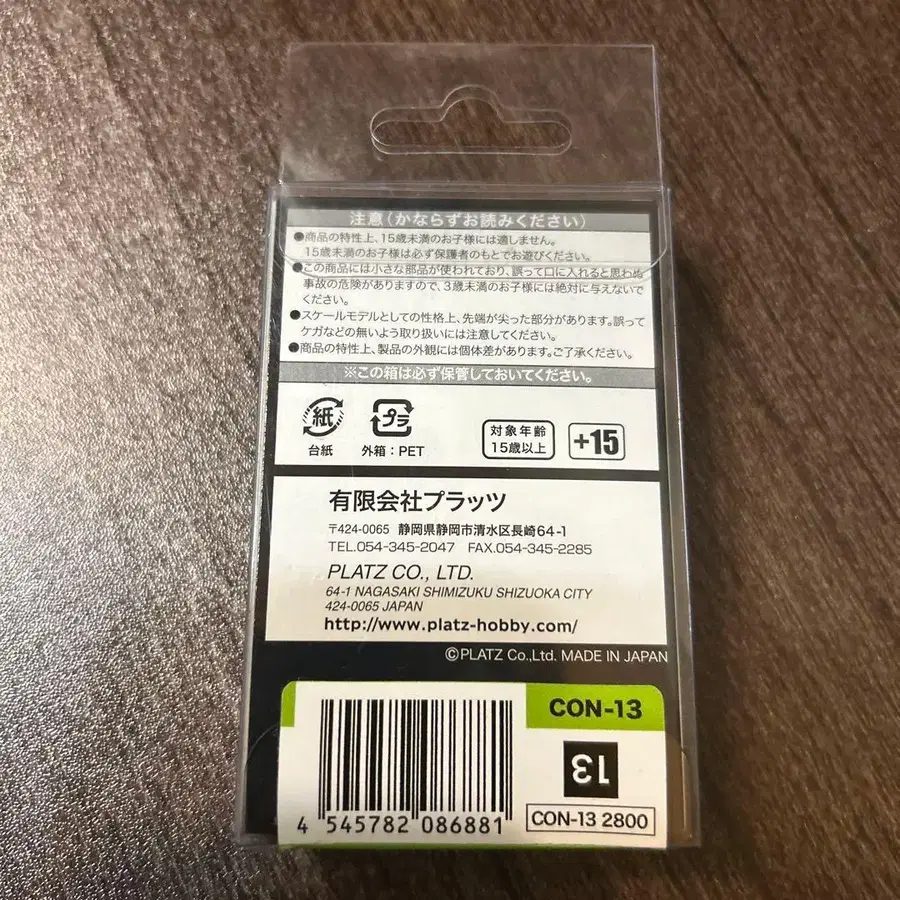 注意(かならずお読みください)
●商品の特性上、15歳未満のお子様には適しません。
15歳未満のお子様は必ず保護者のもとでお遊びください。
●この商品には小さな部品が使われており、誤って口に入れると思わぬ
事故の危険がありますので、3歳未満のお子様には絶対に与えないで
ください。
●スケールモデルとしての性格上、先端が尖った部分があります。誤って
ケガなどの無いよう取り扱いには注意してください。
●商品の特性上、製品の外観には個体差があります。ご了承ください。
※この箱は必ず保管しておいてください。
紙 プラ 対象年齢 +15
台紙 外箱:PET 15歳以上
有限会社プラッツ
〒424-0065 静岡県静岡市清水区長崎64-1
TEL.054-345-2047 FAX.054-345-2285
PLATZ CO., LTD.
64-1 NAGASAKI SHIMIZUKU SHIZUOKA CITY
424-0065 JAPAN
http://www.platz-hobby.com/
©PLATZ Co.,Ltd. MADE IN JAPAN
CON-13
13
CON-13 2800
4 545782 086881